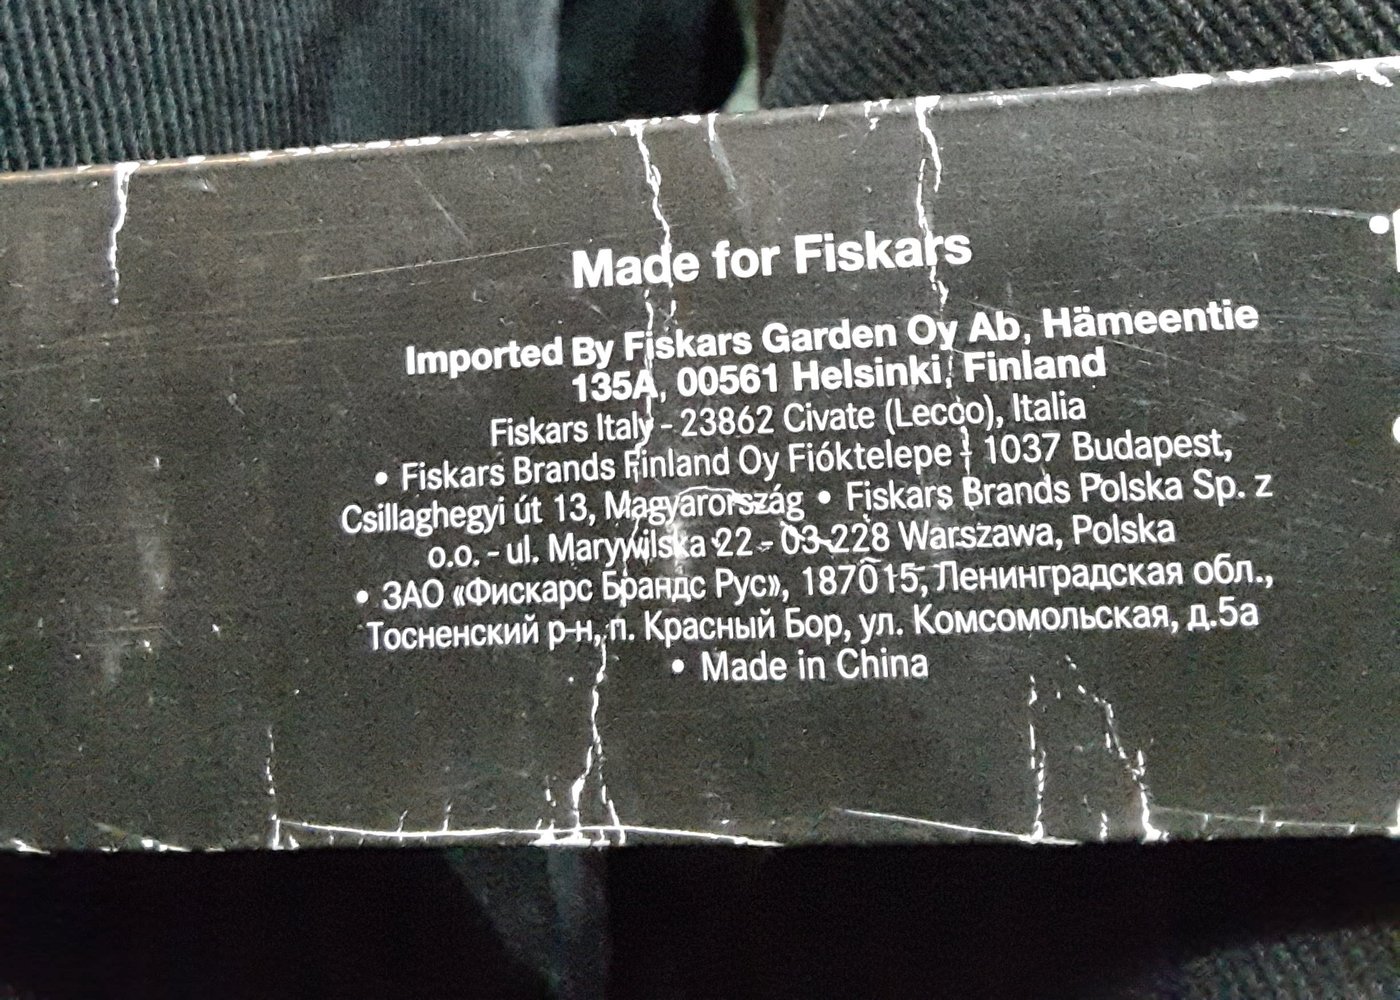 Made for Fiskars
Imported By Fiskars Garden Oy Ab, Hämeentie
135A, 00561 Helsinki, Finland
Fiskars Italy - 23862 Civate (Lecco), Italia
• Fiskars Brands Finland Oy Fióktelepe - 1037 Budapest,
Csillaghegyi út 13, Magyarország • Fiskars Brands Polska Sp. z
o.o. - ul. Marywilska 22 - 03-228 Warszawa, Polska
• ЗАО «Фискарс Брандс Рус», 187015, Ленинградская обл.,
Тосненский р-н, п. Красный Бор, ул. Комсомольская, д.5а
• Made in China